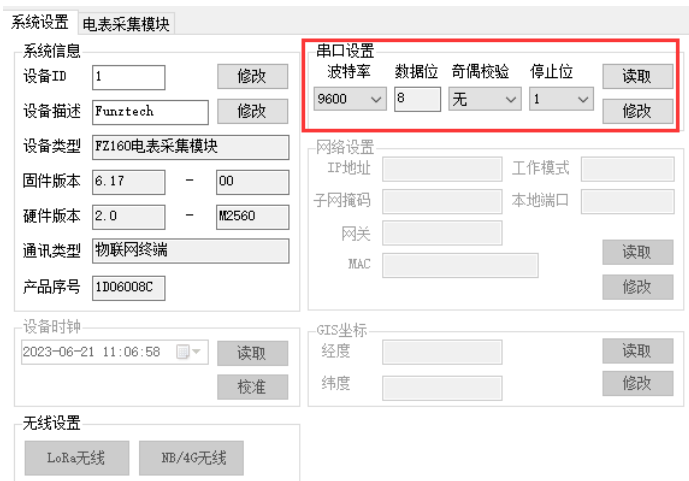 系统设置 电表采集模块
系统信息
设备ID 1 修改
设备描述 Funztech 修改
设备类型 FZ160电表采集模块
固件版本 6.17 - 00
硬件版本 2.0 - M2560
通讯类型 物联网终端
产品序号 1D06008C
串口设置
波特率 数据位 奇偶校验 停止位 读取
9600 8 无 1 修改
网络设置
IP地址 工作模式
子网掩码 本地端口
网关
MAC 读取
修改
设备时钟
2023-06-21 11:06:58 读取
校准
GIS坐标
经度 读取
纬度 修改
无线设置
LoRa无线 NB/4G无线